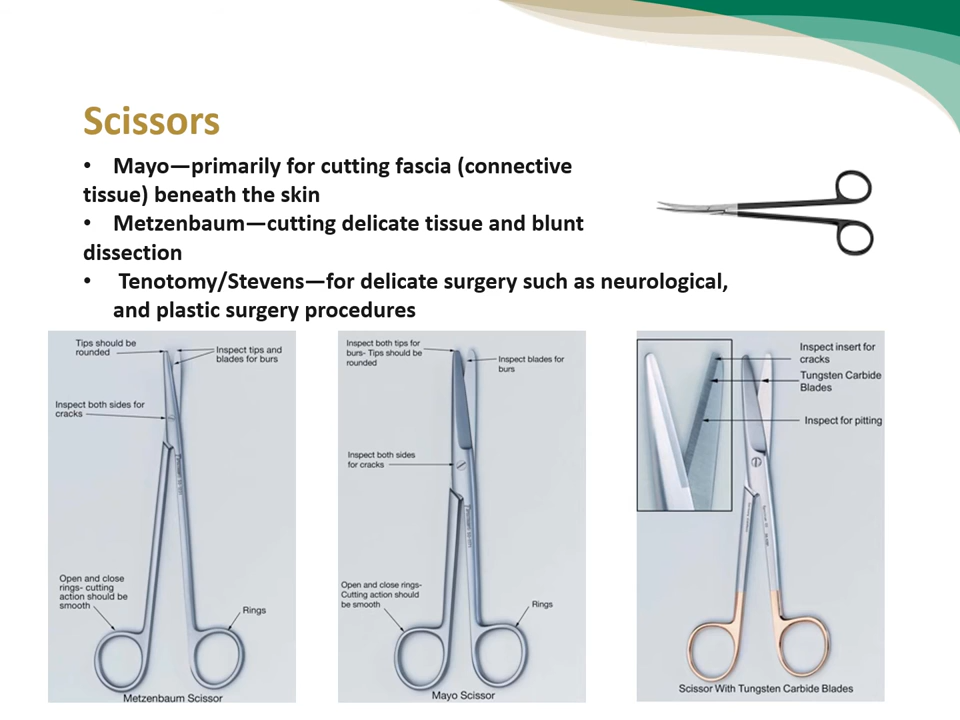 Scissors
• Mayo—primarily for cutting fascia (connective
tissue) beneath the skin
• Metzenbaum—cutting delicate tissue and blunt
dissection
• Tenotomy/Stevens—for delicate surgery such as neurological,
and plastic surgery procedures
Tips should be
rounded
Inspect tips and
blades for burs
Inspect both sides for
cracks
Open and close
rings- cutting
action should be
smooth
Rings
Metzenbaum Scissor
Inspect both tips for
burs- Tips should be
rounded
Inspect blades for
burs
Inspect both sides
for cracks
Open and close rings-
Cutting action should
be smooth
Rings
Mayo Scissor
Inspect insert for
cracks
Tungsten Carbide
Blades
Inspect for pitting
Scissor With Tungsten Carbide Blades